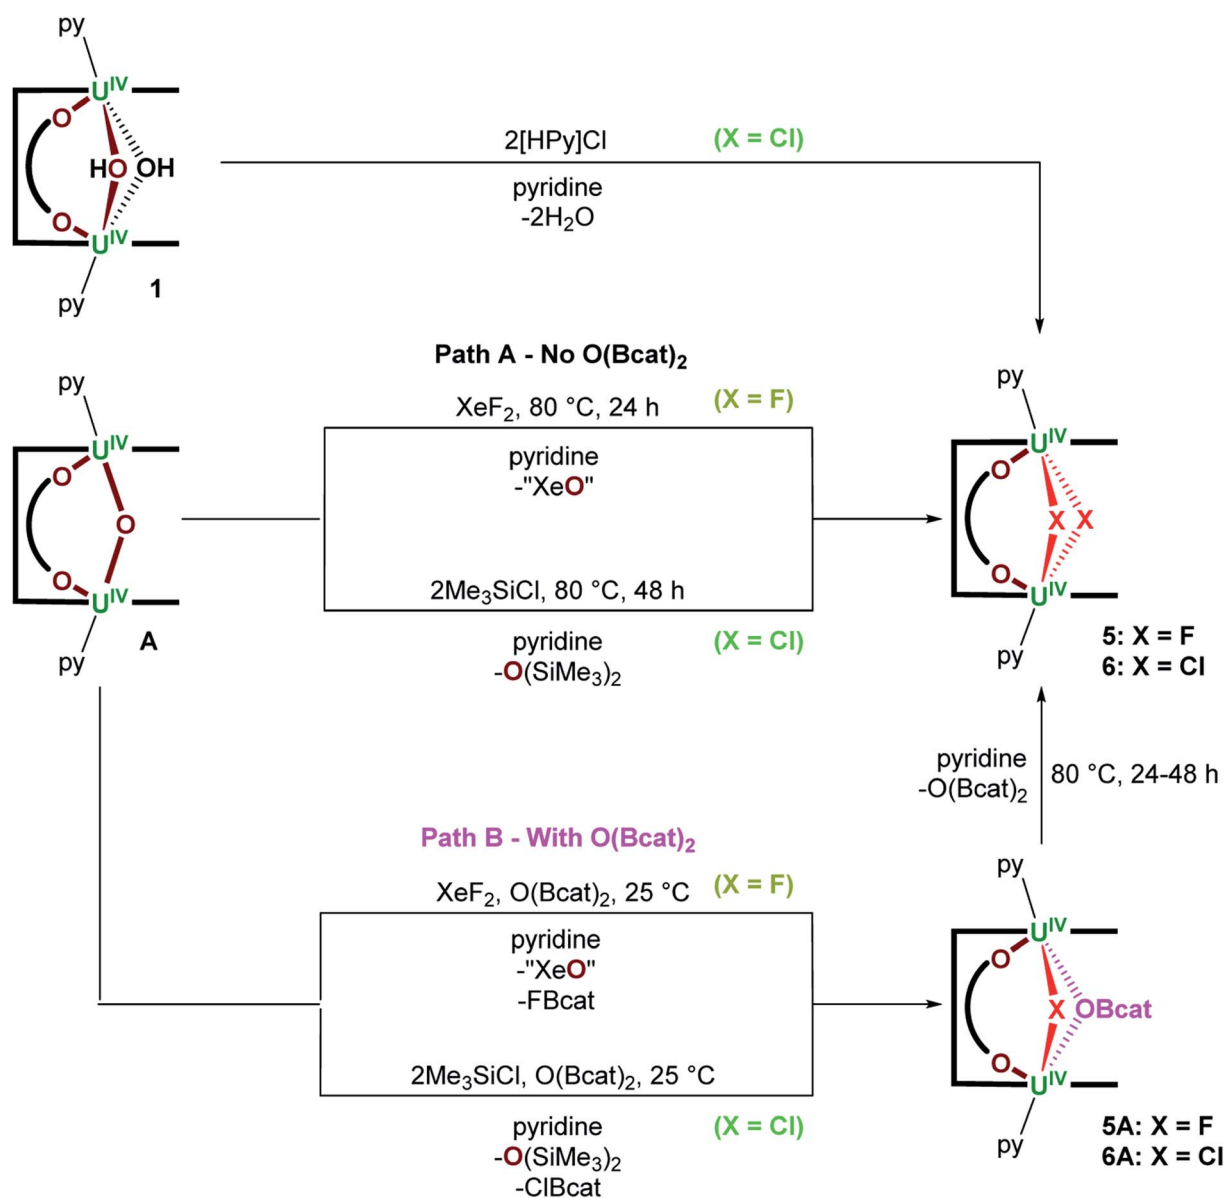 py
U^IV
O
HO OH
O
U^IV
py
1
2[HPy]Cl
(X = Cl)
pyridine
-2H₂O
Path A - No O(Bcat)₂
XeF₂, 80 °C, 24 h
(X = F)
pyridine
-"XeO"
2Me₃SiCl, 80 °C, 48 h
pyridine
(X = Cl)
-O(SiMe₃)₂
py
U^IV
O
O
O
U^IV
py
A
py
U^IV
O
X X
O
U^IV
py
5: X = F
6: X = Cl
pyridine
-O(Bcat)₂
80 °C, 24-48 h
Path B - With O(Bcat)₂
XeF₂, O(Bcat)₂, 25 °C
(X = F)
pyridine
-"XeO"
-FBcat
2Me₃SiCl, O(Bcat)₂, 25 °C
pyridine
(X = Cl)
-O(SiMe₃)₂
-ClBcat
py
U^IV
O
X OBcat
O
U^IV
py
5A: X = F
6A: X = Cl